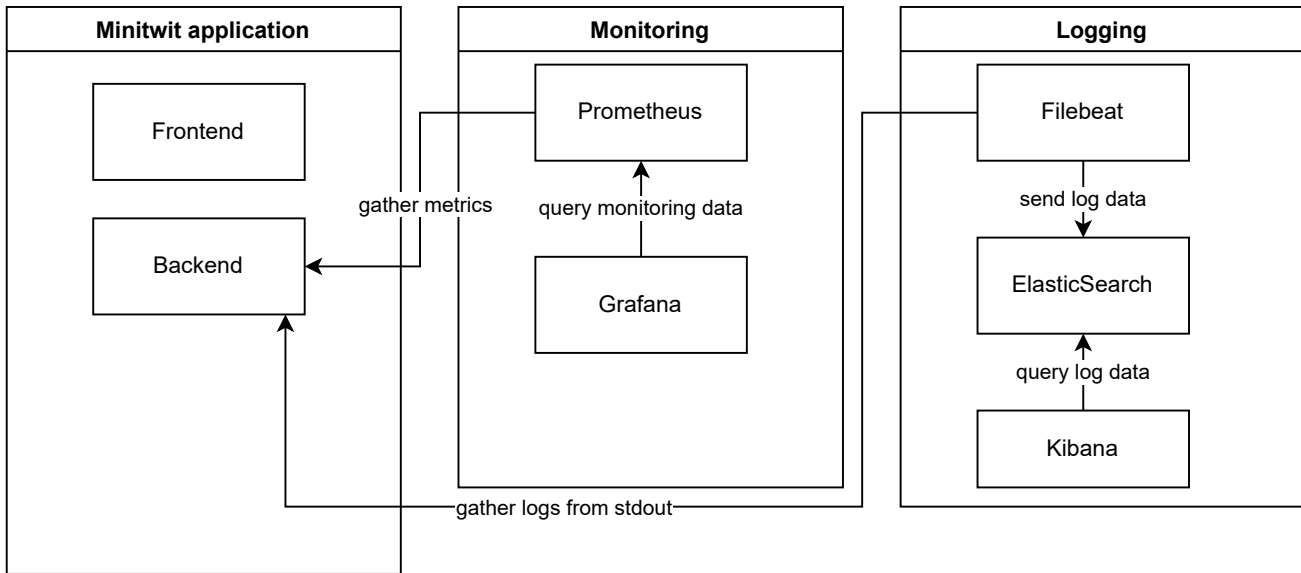 Minitwit application
Monitoring
Logging
Frontend
Backend
gather metrics
Prometheus
query monitoring data
Grafana
Filebeat
send log data
ElasticSearch
query log data
Kibana
gather logs from stdout